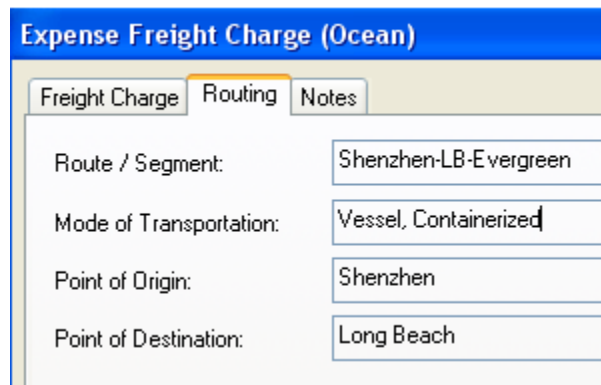 Expense Freight Charge (Ocean)
Freight Charge Routing Notes
Route / Segment: Shenzhen-LB-Evergreen
Mode of Transportation: Vessel, Containerized
Point of Origin: Shenzhen
Point of Destination: Long Beach